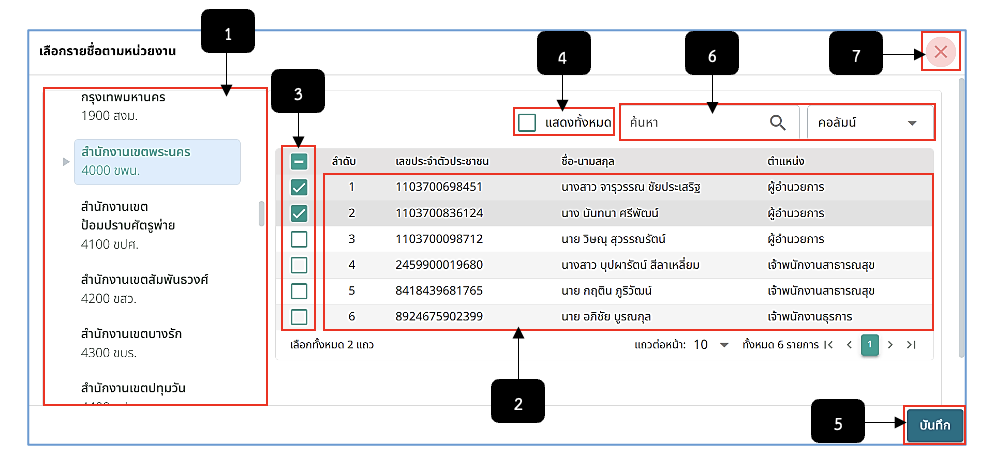 1
เลือกรายชื่อตามหน่วยงาน
4
6
7
กรุงเทพมหานคร
1900 สงม.
3
แสดงทั้งหมด
ค้นหา
คอลัมน์
สำนักงานเขตพระนคร
4000 ขพน.
สำนักงานเขต
ป้อมปราบศัตรูพ่าย
4100 ขปศ.
สำนักงานเขตสัมพันธวงศ์
4200 ขสว.
สำนักงานเขตบางรัก
4300 ขบร.
สำนักงานเขตปทุมวัน
ลำดับ เลขประจำตัวประชาชน ชื่อ-นามสกุล ตำแหน่ง
1 1103700698451 นางสาว จารุวรรณ ชัยประเสริฐ ผู้อำนวยการ
2 1103700836124 นาง นันทนา ศรีพัฒน์ ผู้อำนวยการ
3 1103700098712 นาย วิษณุ สุวรรณรัตน์ ผู้อำนวยการ
4 2459900019680 นางสาว บุปผารัตน์ สีลาเหลี่ยม เจ้าพนักงานสาธารณสุข
5 8418439681765 นาย กฤติน ภูริวัฒน์ เจ้าพนักงานสาธารณสุข
6 8924675902399 นาย อภิชัย บูรณกุล เจ้าพนักงานธุรการ
เลือกทั้งหมด 2 แถว
แถวต่อหน้า: 10 ทั้งหมด 6 รายการ 1
2
5
บันทึก